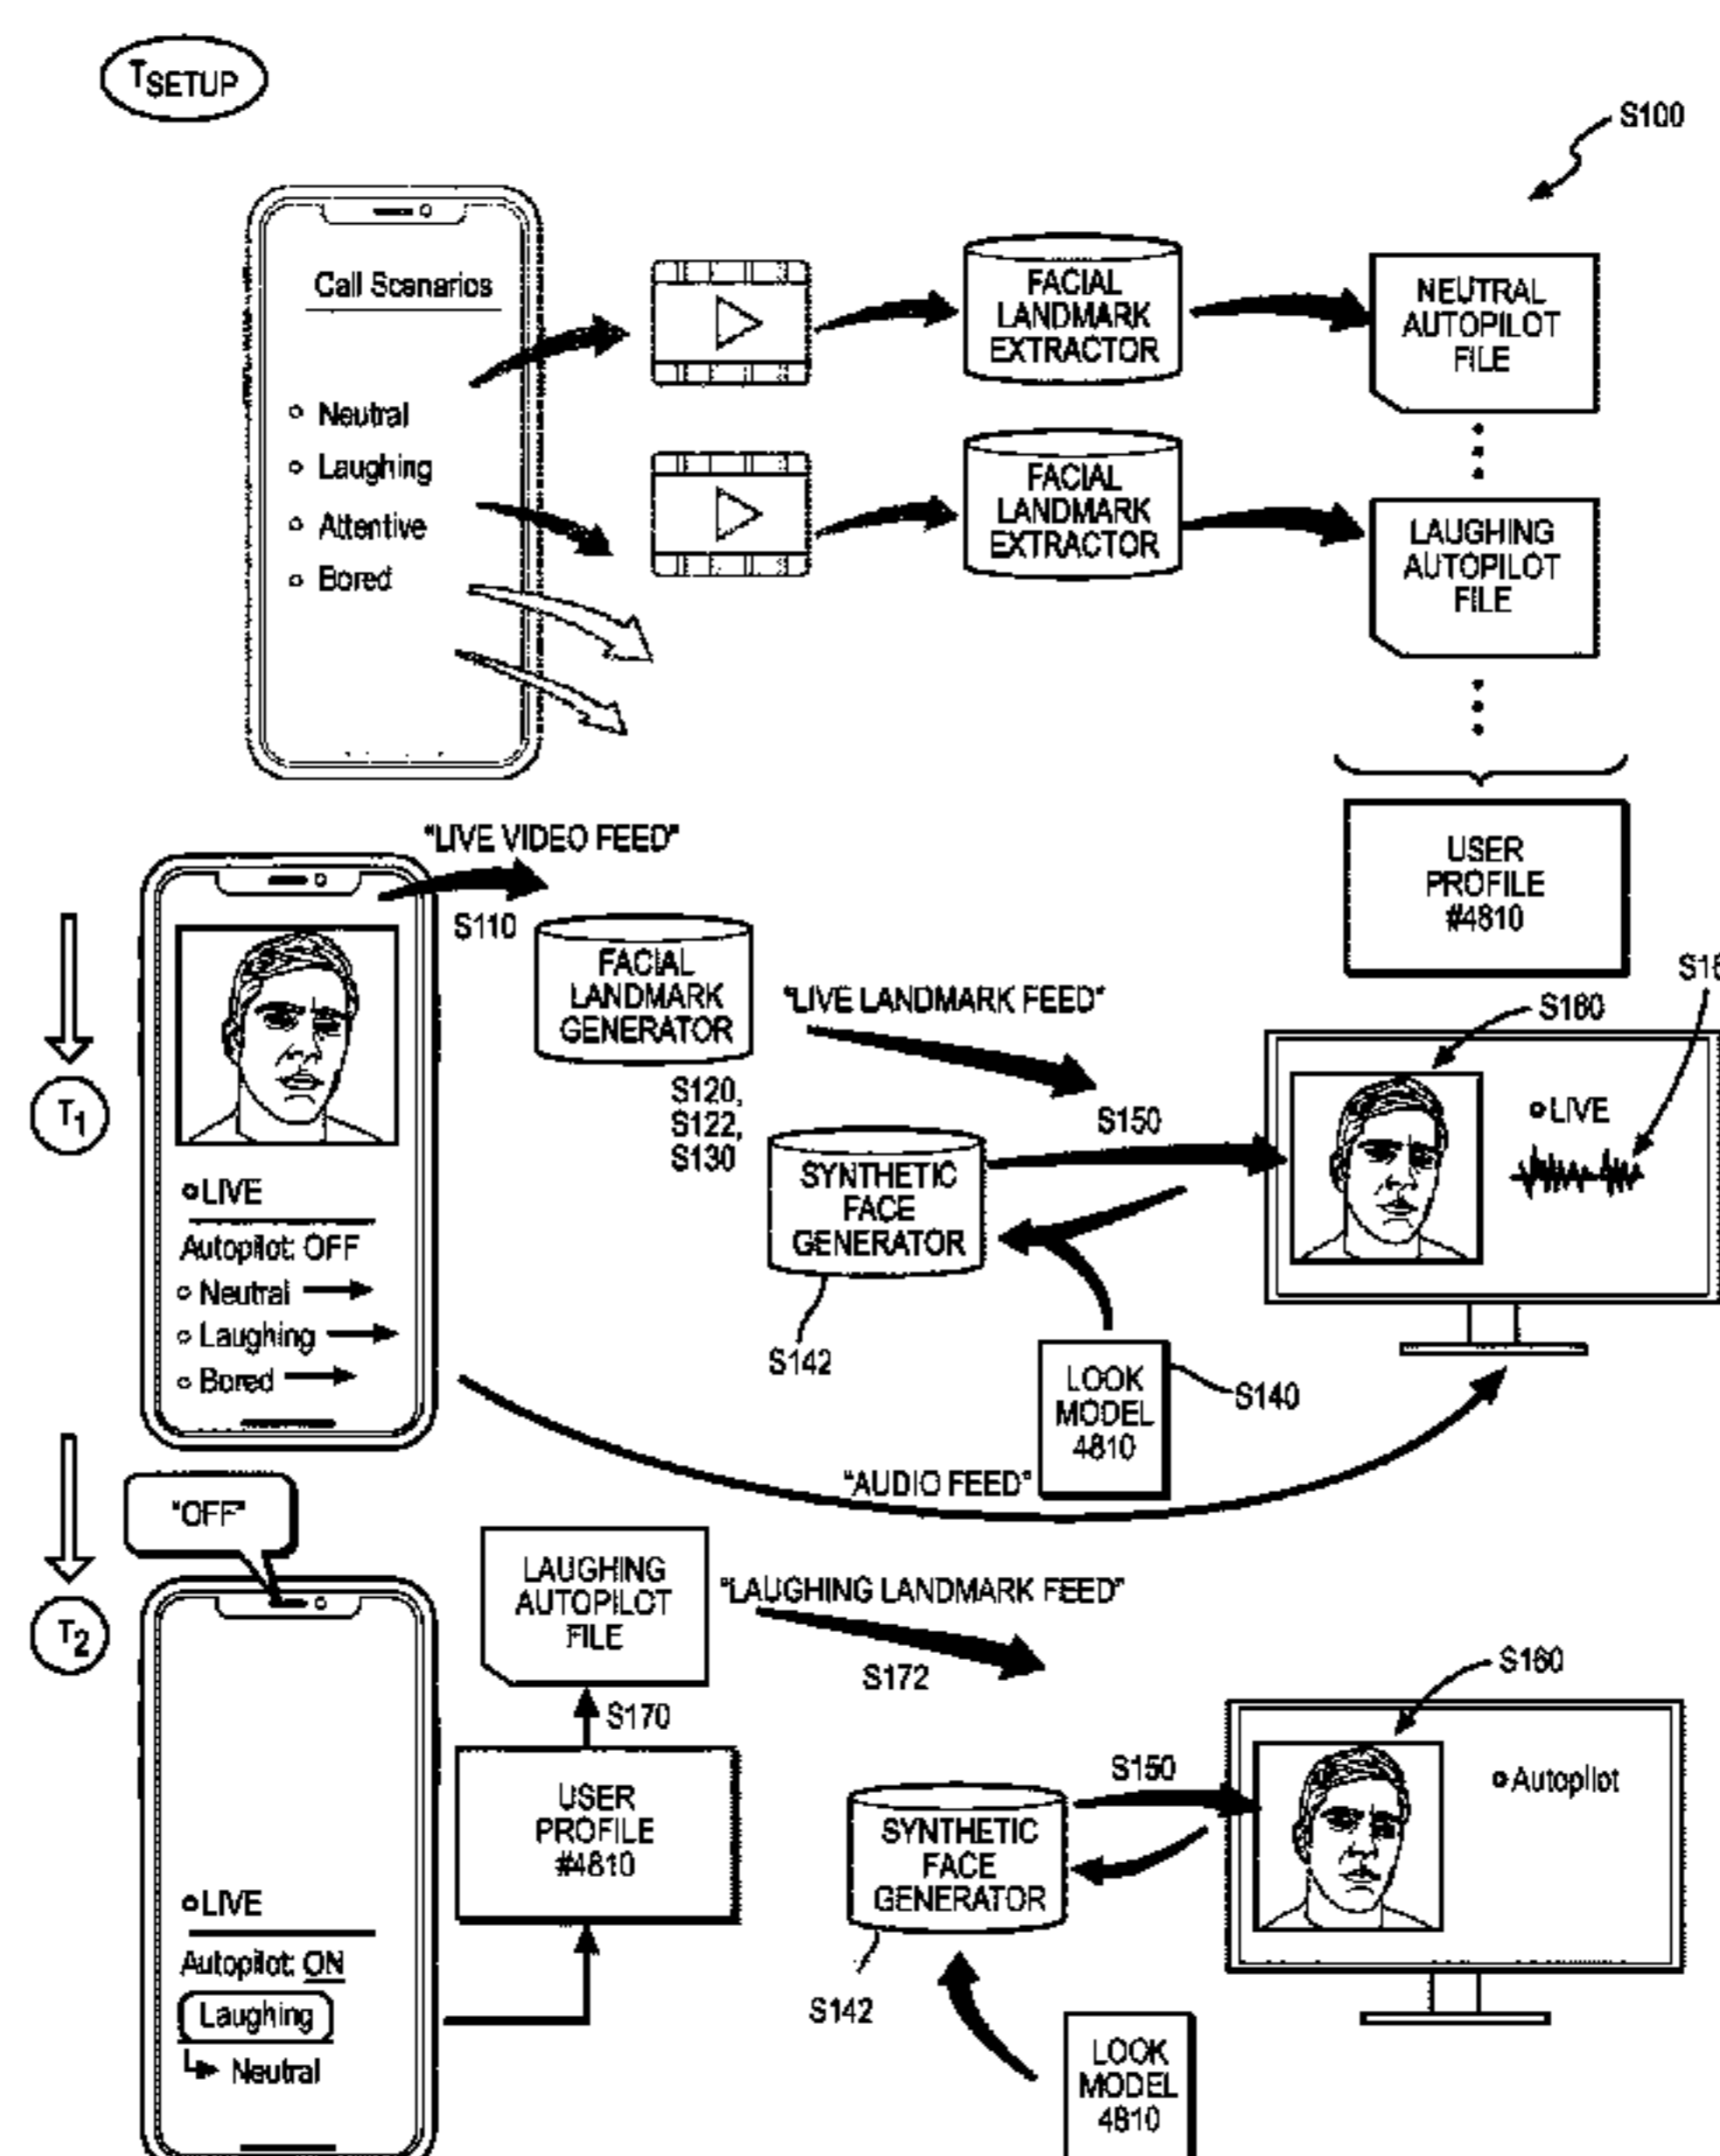 TSETUP
S100
Call Scenarios
Neutral
Laughing
Attentive
Bored
FACIAL
LANDMARK
EXTRACTOR
NEUTRAL
AUTOPILOT
FILE
FACIAL
LANDMARK
EXTRACTOR
LAUGHING
AUTOPILOT
FILE
USER
PROFILE
#4810
T1
"LIVE VIDEO FEED"
S110
LIVE
Autopilot: OFF
Neutral
Laughing
Bored
FACIAL
LANDMARK
GENERATOR
S120,
S122,
S130
"LIVE LANDMARK FEED"
SYNTHETIC
FACE
GENERATOR
S142
S150
LOOK
MODEL
4810
S140
S160
LIVE
"AUDIO FEED"
T2
"OFF"
LIVE
Autopilot: ON
Laughing
Neutral
LAUGHING
AUTOPILOT
FILE
S170
USER
PROFILE
#4810
"LAUGHING LANDMARK FEED"
S172
SYNTHETIC
FACE
GENERATOR
S142
S150
LOOK
MODEL
4810
S160
Autopilot